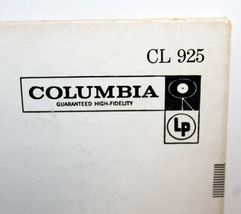 CL 925
COLUMBIA
GUARANTEED HIGH-FIDELITY
LP